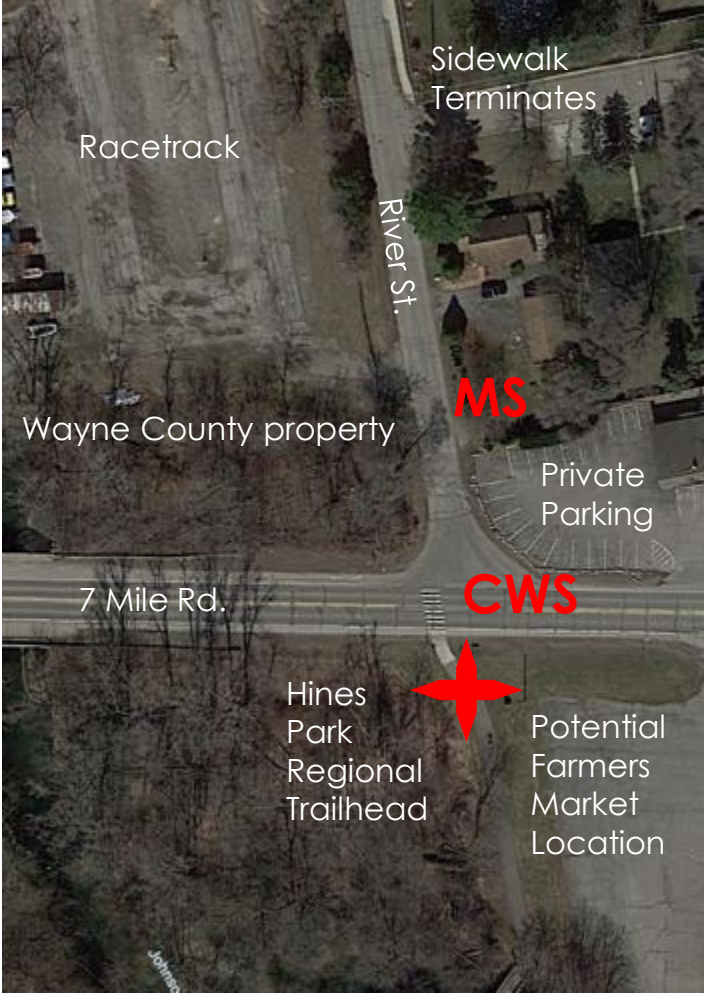 Sidewalk
Terminates
Racetrack
River St.
MS
Wayne County property
Private
Parking
7 Mile Rd.
CWS
Hines
Park
Regional
Trailhead
Potential
Farmers
Market
Location